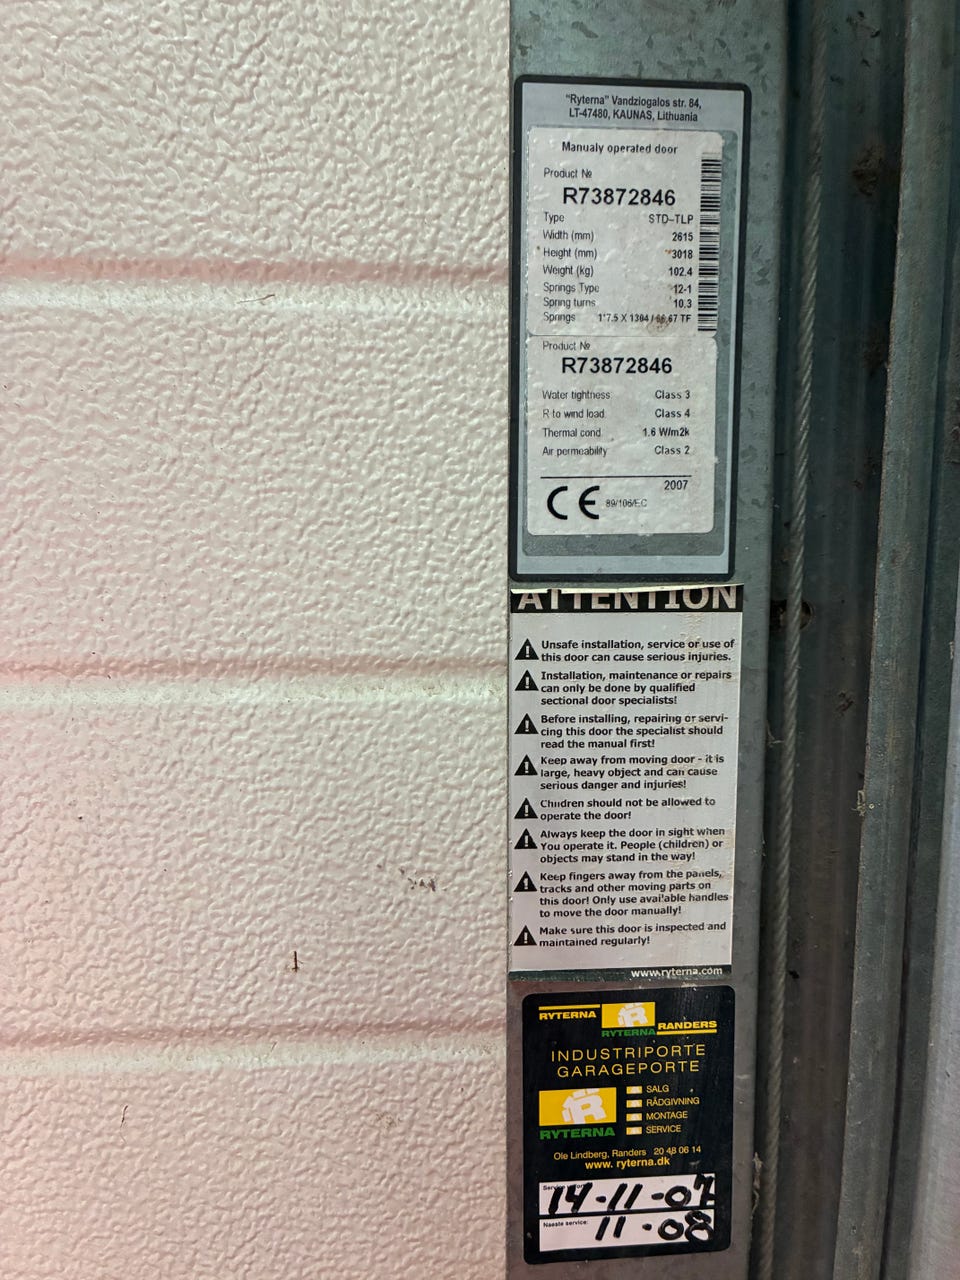 "Ryterna" Vandziogalos str. 84,
LT-47480, KAUNAS, Lithuania
Manualy operated door
Product №
R73872846
Type STD-TLP
Width (mm) 2615
Height (mm) 3018
Weight (kg) 102.4
Springs Type 12-1
Spring turns 10.3
Springs 1*7.5 X 1304 / 66,67 TF
Product №
R73872846
Water tightness Class 3
R to wind load Class 4
Thermal cond 1.6 W/m2k
Air permeability Class 2
2007
CE 89/106/EC
ATTENTION
Unsafe installation, service or use of
this door can cause serious injuries.
Installation, maintenance or repairs
can only be done by qualified
sectional door specialists!
Before installing, repairing or servi-
cing this door the specialist should
read the manual first!
Keep away from moving door - it is
large, heavy object and can cause
serious danger and injuries!
Children should not be allowed to
operate the door!
Always keep the door in sight when
You operate it. People (children) or
objects may stand in the way!
Keep fingers away from the panels,
tracks and other moving parts on
this door! Only use available handles
to move the door manually!
Make sure this door is inspected and
maintained regularly!
www.ryterna.com
RYTERNA R RYTERNA RANDERS
INDUSTRIPORTE
GARAGEPORTE
R RYTERNA
SALG
RÅDGIVNING
MONTAGE
SERVICE
Ole Lindberg, Randers 20 48 06 14
www. ryterna.dk
14-11-07
Næste service: 11-08